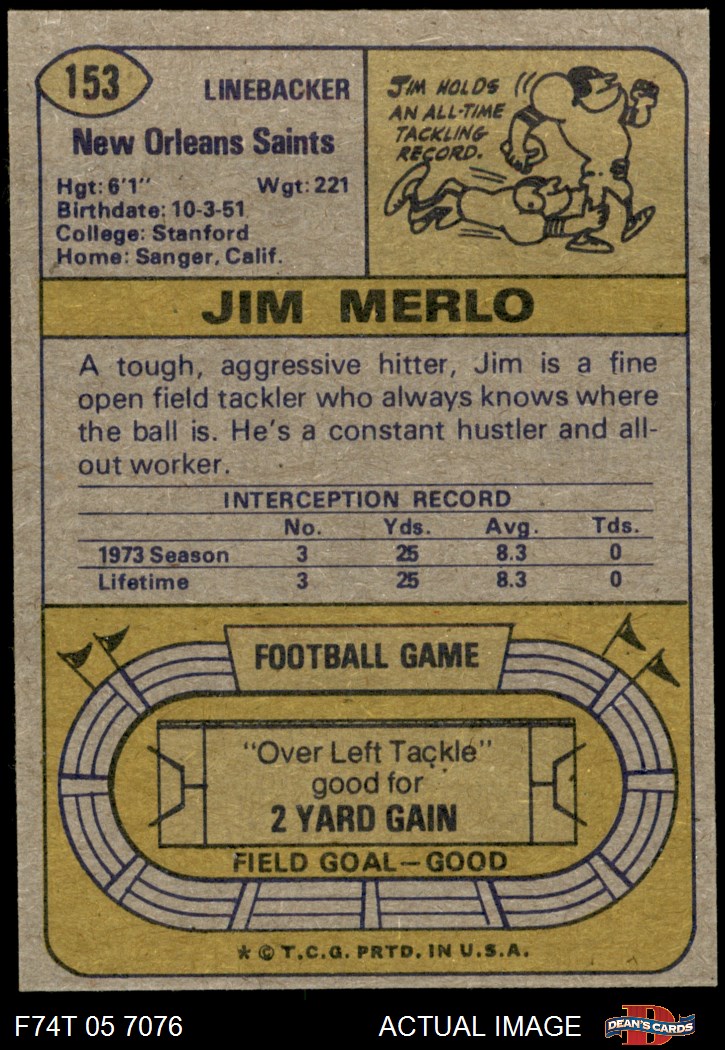 153
LINEBACKER
New Orleans Saints
Hgt: 6'1" Wgt: 221
Birthdate: 10-3-51
College: Stanford
Home: Sanger, Calif.
JIM HOLDS
AN ALL-TIME
TACKLING
RECORD.
JIM MERLO
A tough, aggressive hitter, Jim is a fine
open field tackler who always knows where
the ball is. He's a constant hustler and all-
out worker.
INTERCEPTION RECORD
No. Yds. Avg. Tds.
1973 Season 3 25 8.3 0
Lifetime 3 25 8.3 0
FOOTBALL GAME
"Over Left Tackle"
good for
2 YARD GAIN
FIELD GOAL—GOOD
* © T.C.G. PRTD. IN U.S.A.
F74T 05 7076 ACTUAL IMAGE
D
DEAN'S CARDS